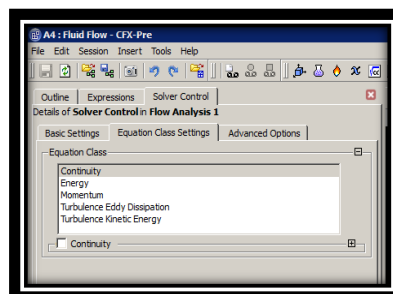 A4 : Fluid Flow - CFX-Pre
File Edit Session Insert Tools Help
Outline Expressions Solver Control
Details of Solver Control in Flow Analysis 1
Basic Settings Equation Class Settings Advanced Options
Equation Class
Continuity
Energy
Momentum
Turbulence Eddy Dissipation
Turbulence Kinetic Energy
Continuity